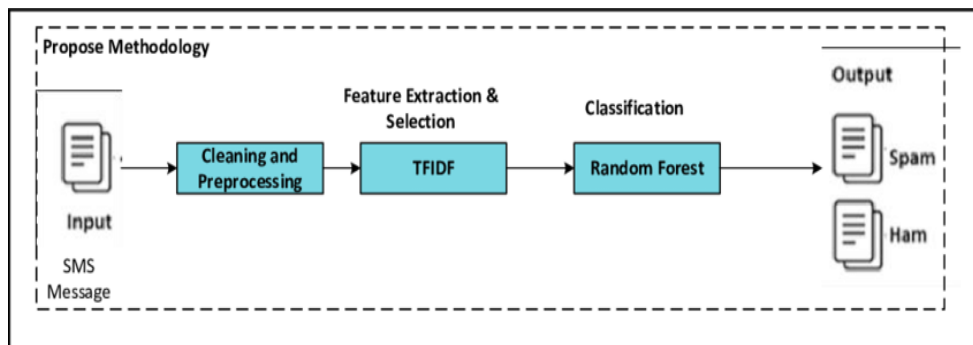 Propose Methodology
Input
SMS
Message
Cleaning and
Preprocessing
Feature Extraction &
Selection
TFIDF
Classification
Random Forest
Output
Spam
Ham